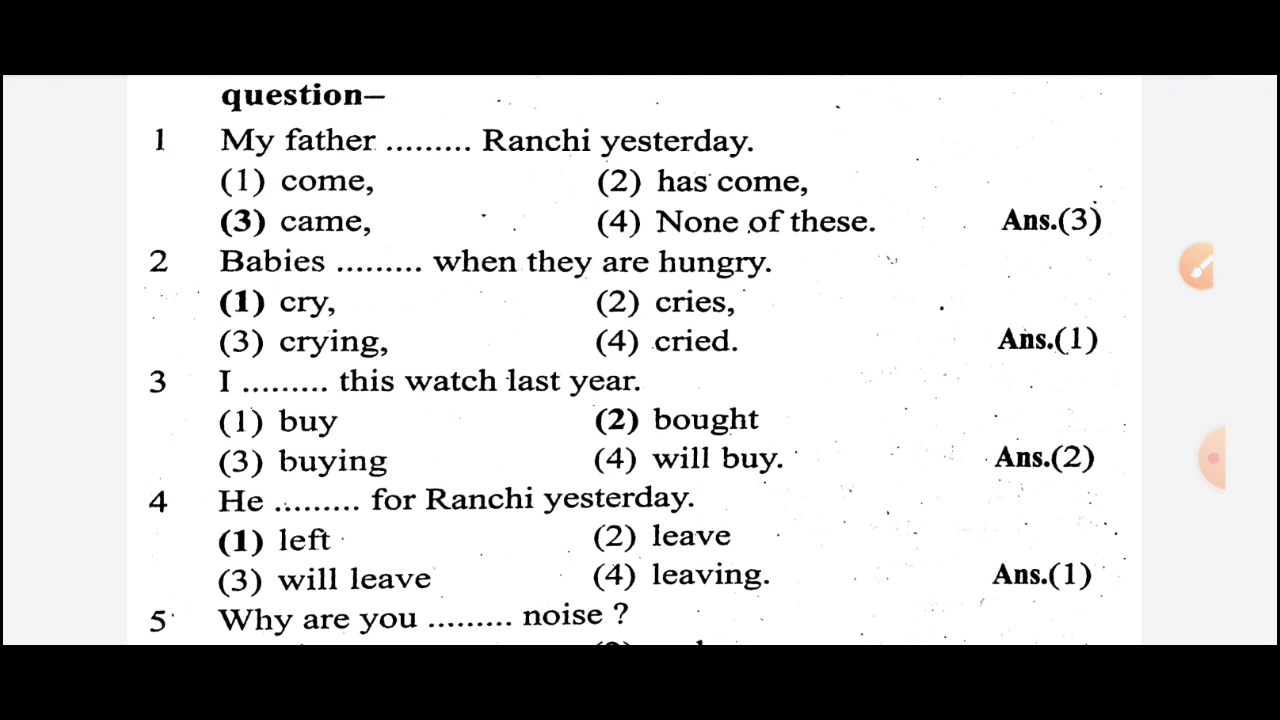 question–
1 My father ......... Ranchi yesterday.
(1) come, (2) has come,
(3) came, (4) None of these. Ans.(3)
2 Babies ......... when they are hungry.
(1) cry, (2) cries,
(3) crying, (4) cried. Ans.(1)
3 I ......... this watch last year.
(1) buy (2) bought
(3) buying (4) will buy. Ans.(2)
4 He ......... for Ranchi yesterday.
(1) left (2) leave
(3) will leave (4) leaving. Ans.(1)
5 Why are you ......... noise ?